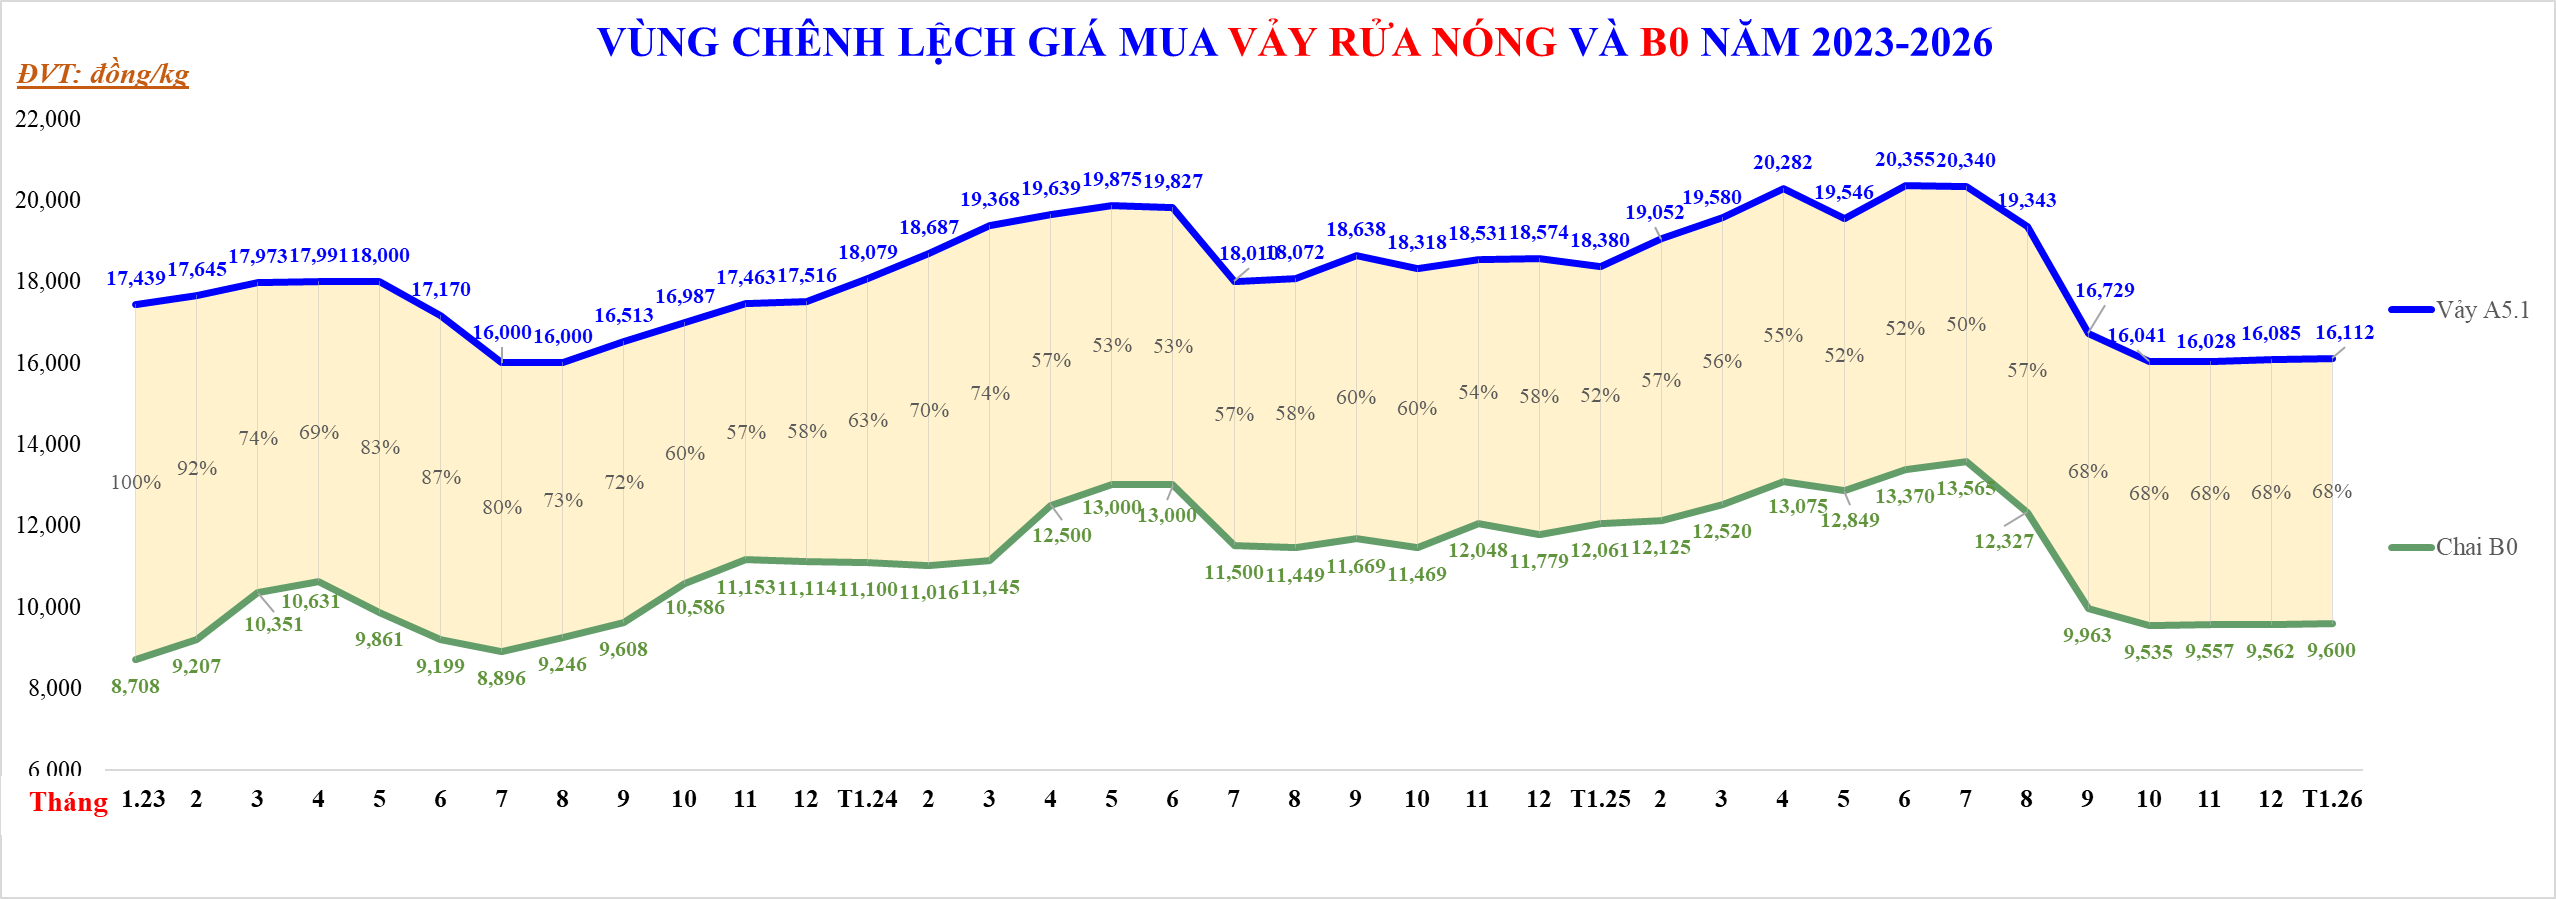 VÙNG CHÊNH LỆCH GIÁ MUA VẢY RỬA NÓNG VÀ B0 NĂM 2023-2026
ĐVT: đồng/kg
22,000
20,000
18,000
16,000
14,000
12,000
10,000
8,000
6,000
17,439 17,645 17,973 17,991 18,000 17,170 16,000 16,000 16,513 16,987 17,463 17,516 18,079 18,687 19,368 19,639 19,875 19,827 18,010 18,072 18,638 18,318 18,531 18,574 18,380 19,052 19,580 20,282 19,546 20,355 20,340 19,343 16,729 16,041 16,028 16,085 16,112
100% 92% 74% 69% 83% 87% 80% 73% 72% 60% 57% 58% 63% 70% 74% 57% 53% 53% 57% 58% 60% 60% 54% 58% 52% 57% 56% 55% 52% 52% 50% 57% 68% 68% 68% 68% 68%
8,708 9,207 10,351 10,631 9,861 9,199 8,896 9,246 9,608 10,586 11,153 11,114 11,100 11,016 11,145 12,500 13,000 13,000 11,500 11,449 11,669 11,469 12,048 11,779 12,061 12,125 12,520 13,075 12,849 13,370 13,565 12,327 9,963 9,535 9,557 9,562 9,600
Vảy A5.1
Chai B0
Tháng 1.23 2 3 4 5 6 7 8 9 10 11 12 T1.24 2 3 4 5 6 7 8 9 10 11 12 T1.25 2 3 4 5 6 7 8 9 10 11 12 T1.26